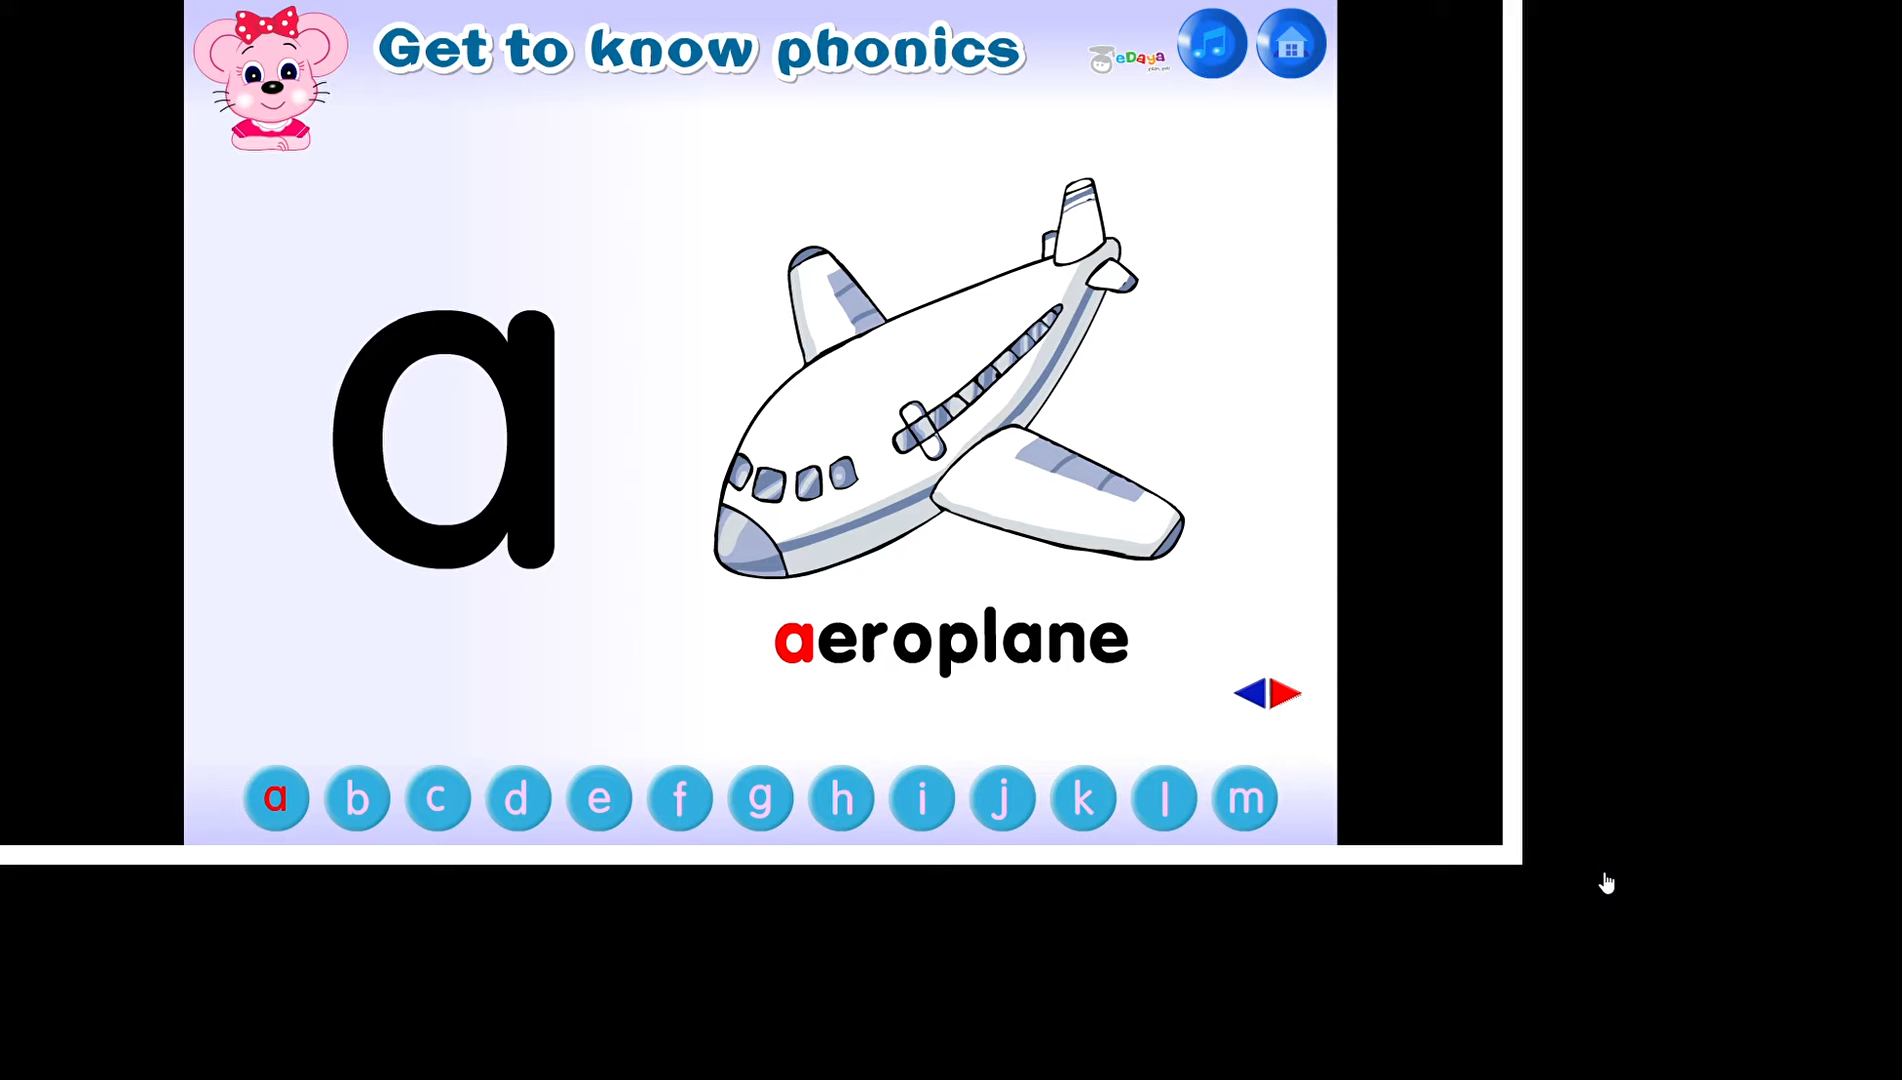 Get to know phonics
eDaya
a
aeroplane
a b c d e f g h i j k l m